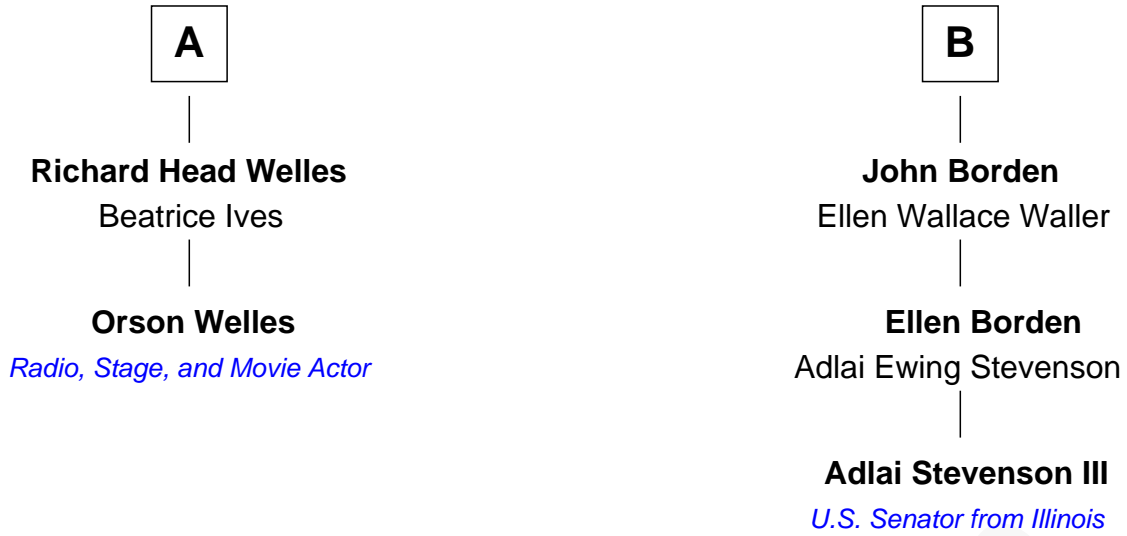 A
Richard Head Welles
Beatrice Ives
Orson Welles
Radio, Stage, and Movie Actor
B
John Borden
Ellen Wallace Waller
Ellen Borden
Adlai Ewing Stevenson
Adlai Stevenson III
U.S. Senator from Illinois